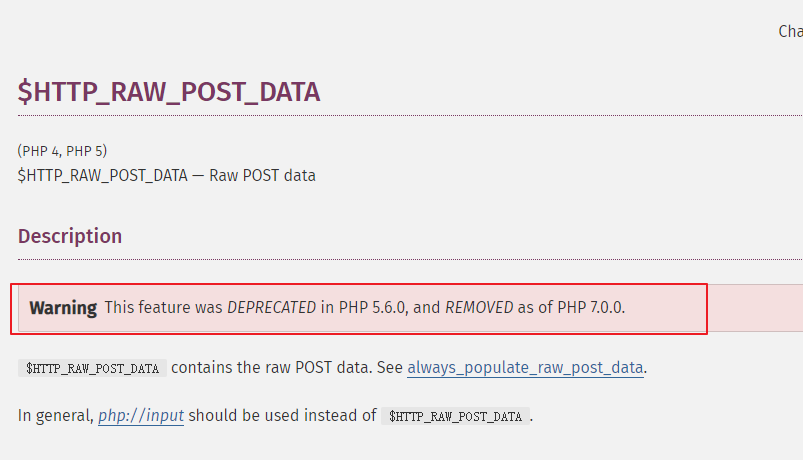 Cha
$HTTP_RAW_POST_DATA
(PHP 4, PHP 5)
$HTTP_RAW_POST_DATA — Raw POST data
Description
Warning This feature was DEPRECATED in PHP 5.6.0, and REMOVED as of PHP 7.0.0.
$HTTP_RAW_POST_DATA contains the raw POST data. See always_populate_raw_post_data.
In general, php://input should be used instead of $HTTP_RAW_POST_DATA.